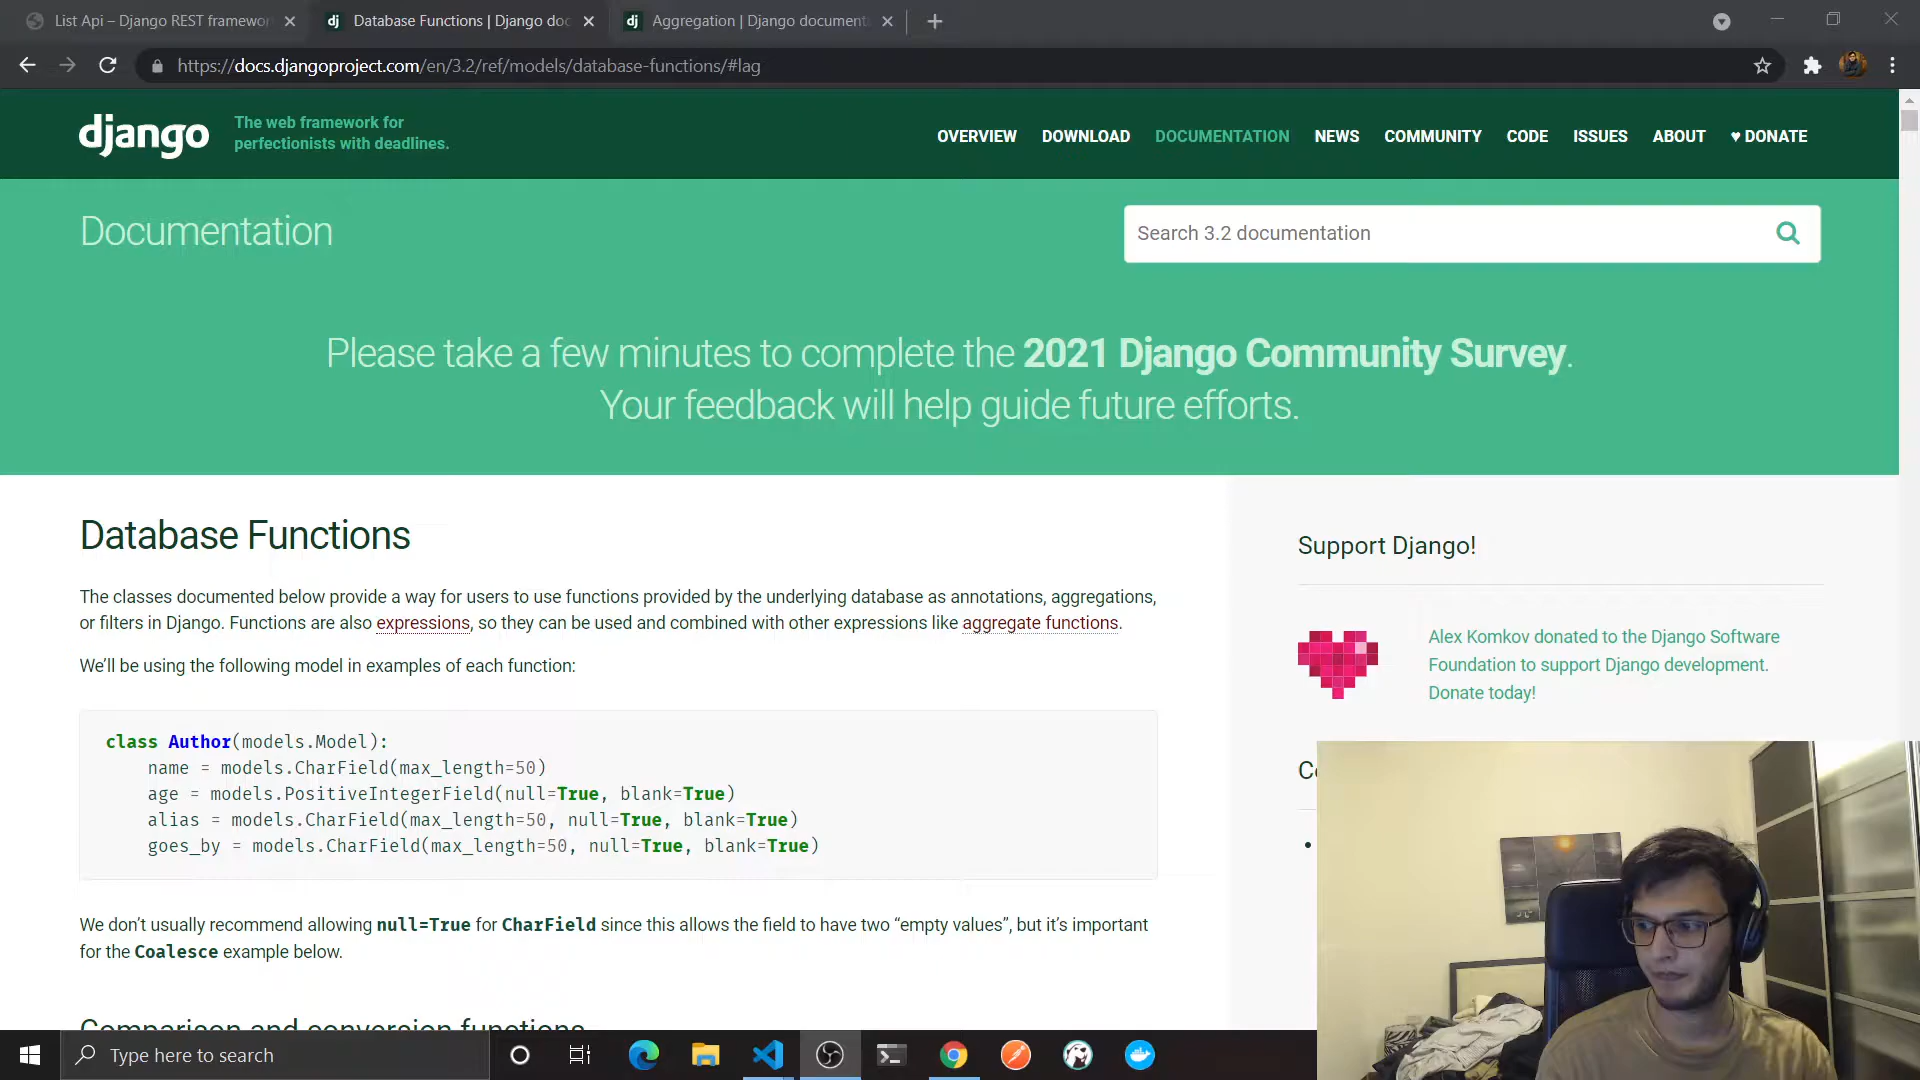 List Api – Django REST framewor
Database Functions | Django doc
Aggregation | Django document
https://docs.djangoproject.com/en/3.2/ref/models/database-functions/#lag
django
The web framework for
perfectionists with deadlines.
OVERVIEW DOWNLOAD DOCUMENTATION NEWS COMMUNITY CODE ISSUES ABOUT ♥ DONATE
Documentation
Search 3.2 documentation
Please take a few minutes to complete the 2021 Django Community Survey.
Your feedback will help guide future efforts.
Database Functions
The classes documented below provide a way for users to use functions provided by the underlying database as annotations, aggregations,
or filters in Django. Functions are also expressions, so they can be used and combined with other expressions like aggregate functions.
We’ll be using the following model in examples of each function:
class Author(models.Model):
    name = models.CharField(max_length=50)
    age = models.PositiveIntegerField(null=True, blank=True)
    alias = models.CharField(max_length=50, null=True, blank=True)
    goes_by = models.CharField(max_length=50, null=True, blank=True)
We don’t usually recommend allowing null=True for CharField since this allows the field to have two “empty values”, but it’s important
for the Coalesce example below.
Comparison and conversion functions
Support Django!
Alex Komkov donated to the Django Software
Foundation to support Django development.
Donate today!
Type here to search